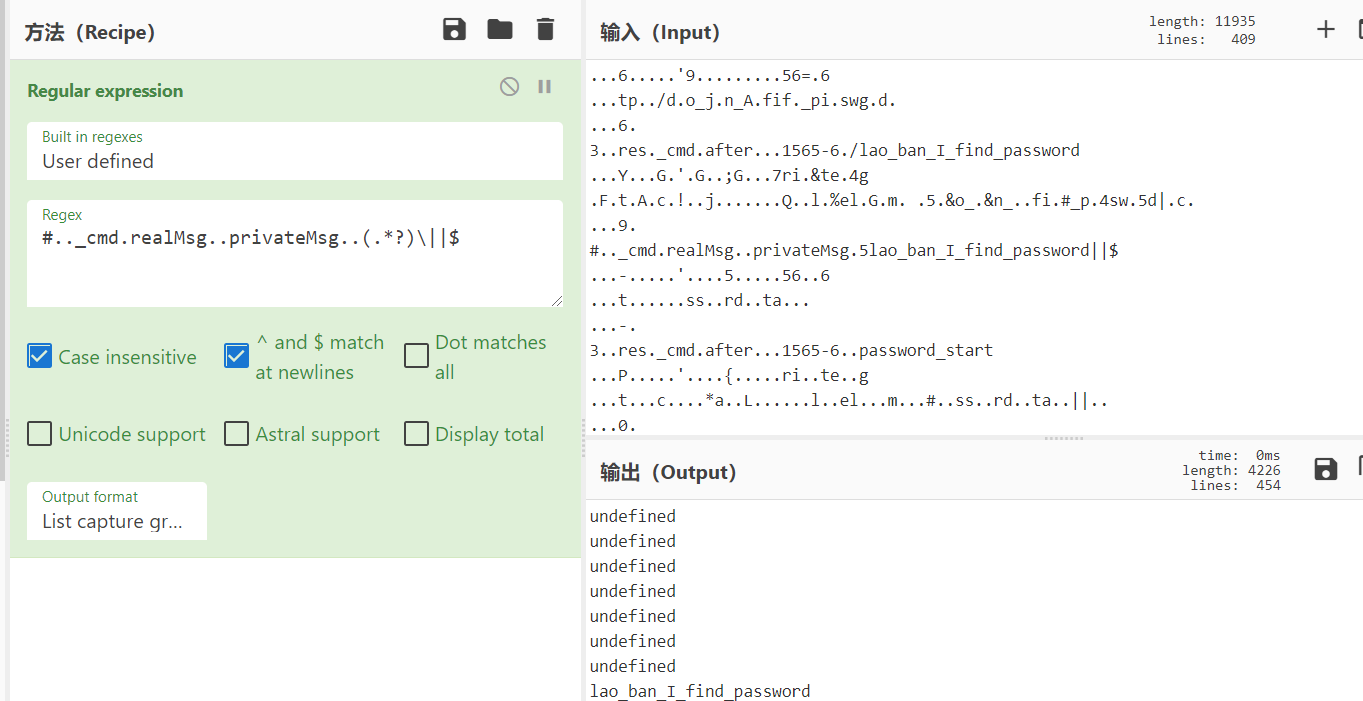 方法（Recipe）
Regular expression
Built in regexes
User defined
Regex
#.._cmd.realMsg..privateMsg..(.*?)\||$
Case insensitive
^ and $ match at newlines
Dot matches all
Unicode support
Astral support
Display total
Output format
List capture gr...
输入（Input）
length: 11935
lines: 409
...6.....'9.........56=.6
...tp../d.o_j.n_A.fif._pi.swg.d.
...6.
3..res._cmd.after...1565-6./lao_ban_I_find_password
...Y...G.'.G..;G...7ri.&te.4g
.F.t.A.c.!..j.......Q..l.%el.G.m. .5.&o_.&n_..fi.#_p.4sw.5d|.c.
...9.
#.._cmd.realMsg..privateMsg.5lao_ban_I_find_password||$
...-.....'....5.....56..6
...t......ss..rd..ta...
...-.
3..res._cmd.after...1565-6..password_start
...P.....'....{.....ri..te..g
...t...c....*a..L......l..el...m...#..ss..rd..ta..||..
...0.
输出（Output）
time: 0ms
length: 4226
lines: 454
undefined
undefined
undefined
undefined
undefined
undefined
undefined
lao_ban_I_find_password